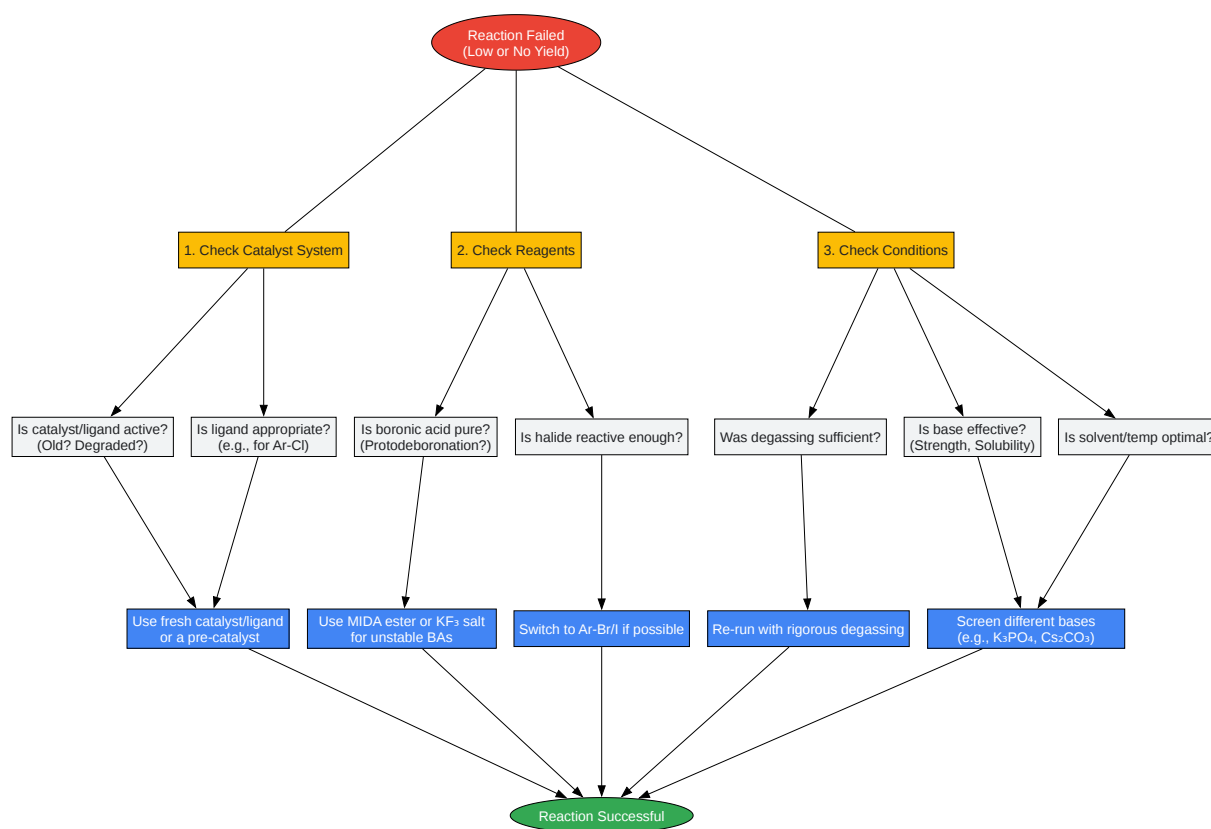 Reaction Failed
(Low or No Yield)
1. Check Catalyst System
2. Check Reagents
3. Check Conditions
Is catalyst/ligand active?
(Old? Degraded?)
Is ligand appropriate?
(e.g., for Ar-Cl)
Is boronic acid pure?
(Protodeboronation?)
Is halide reactive enough?
Was degassing sufficient?
Is base effective?
(Strength, Solubility)
Is solvent/temp optimal?
Use fresh catalyst/ligand
or a pre-catalyst
Use MIDA ester or KF₃ salt
for unstable BAs
Switch to Ar-Br/I if possible
Re-run with rigorous degassing
Screen different bases
(e.g., K₃PO₄, Cs₂CO₃)
Reaction Successful